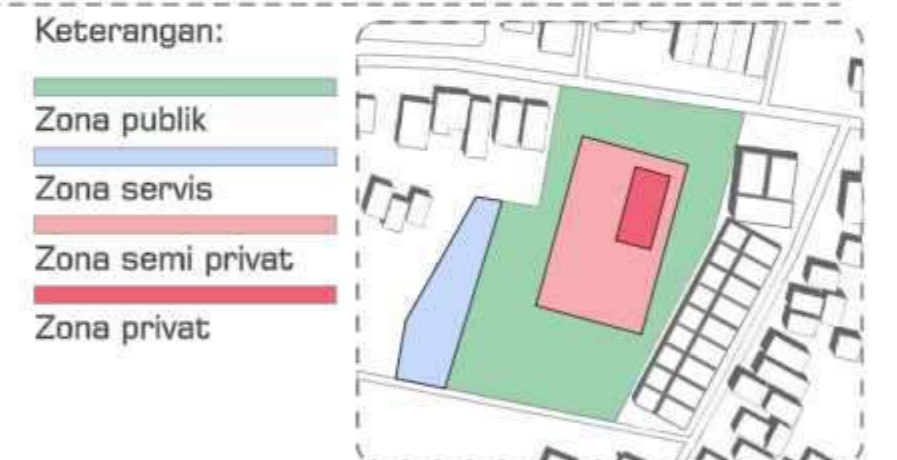 Keterangan:
Zona publik
Zona servis
Zona semi privat
Zona privat